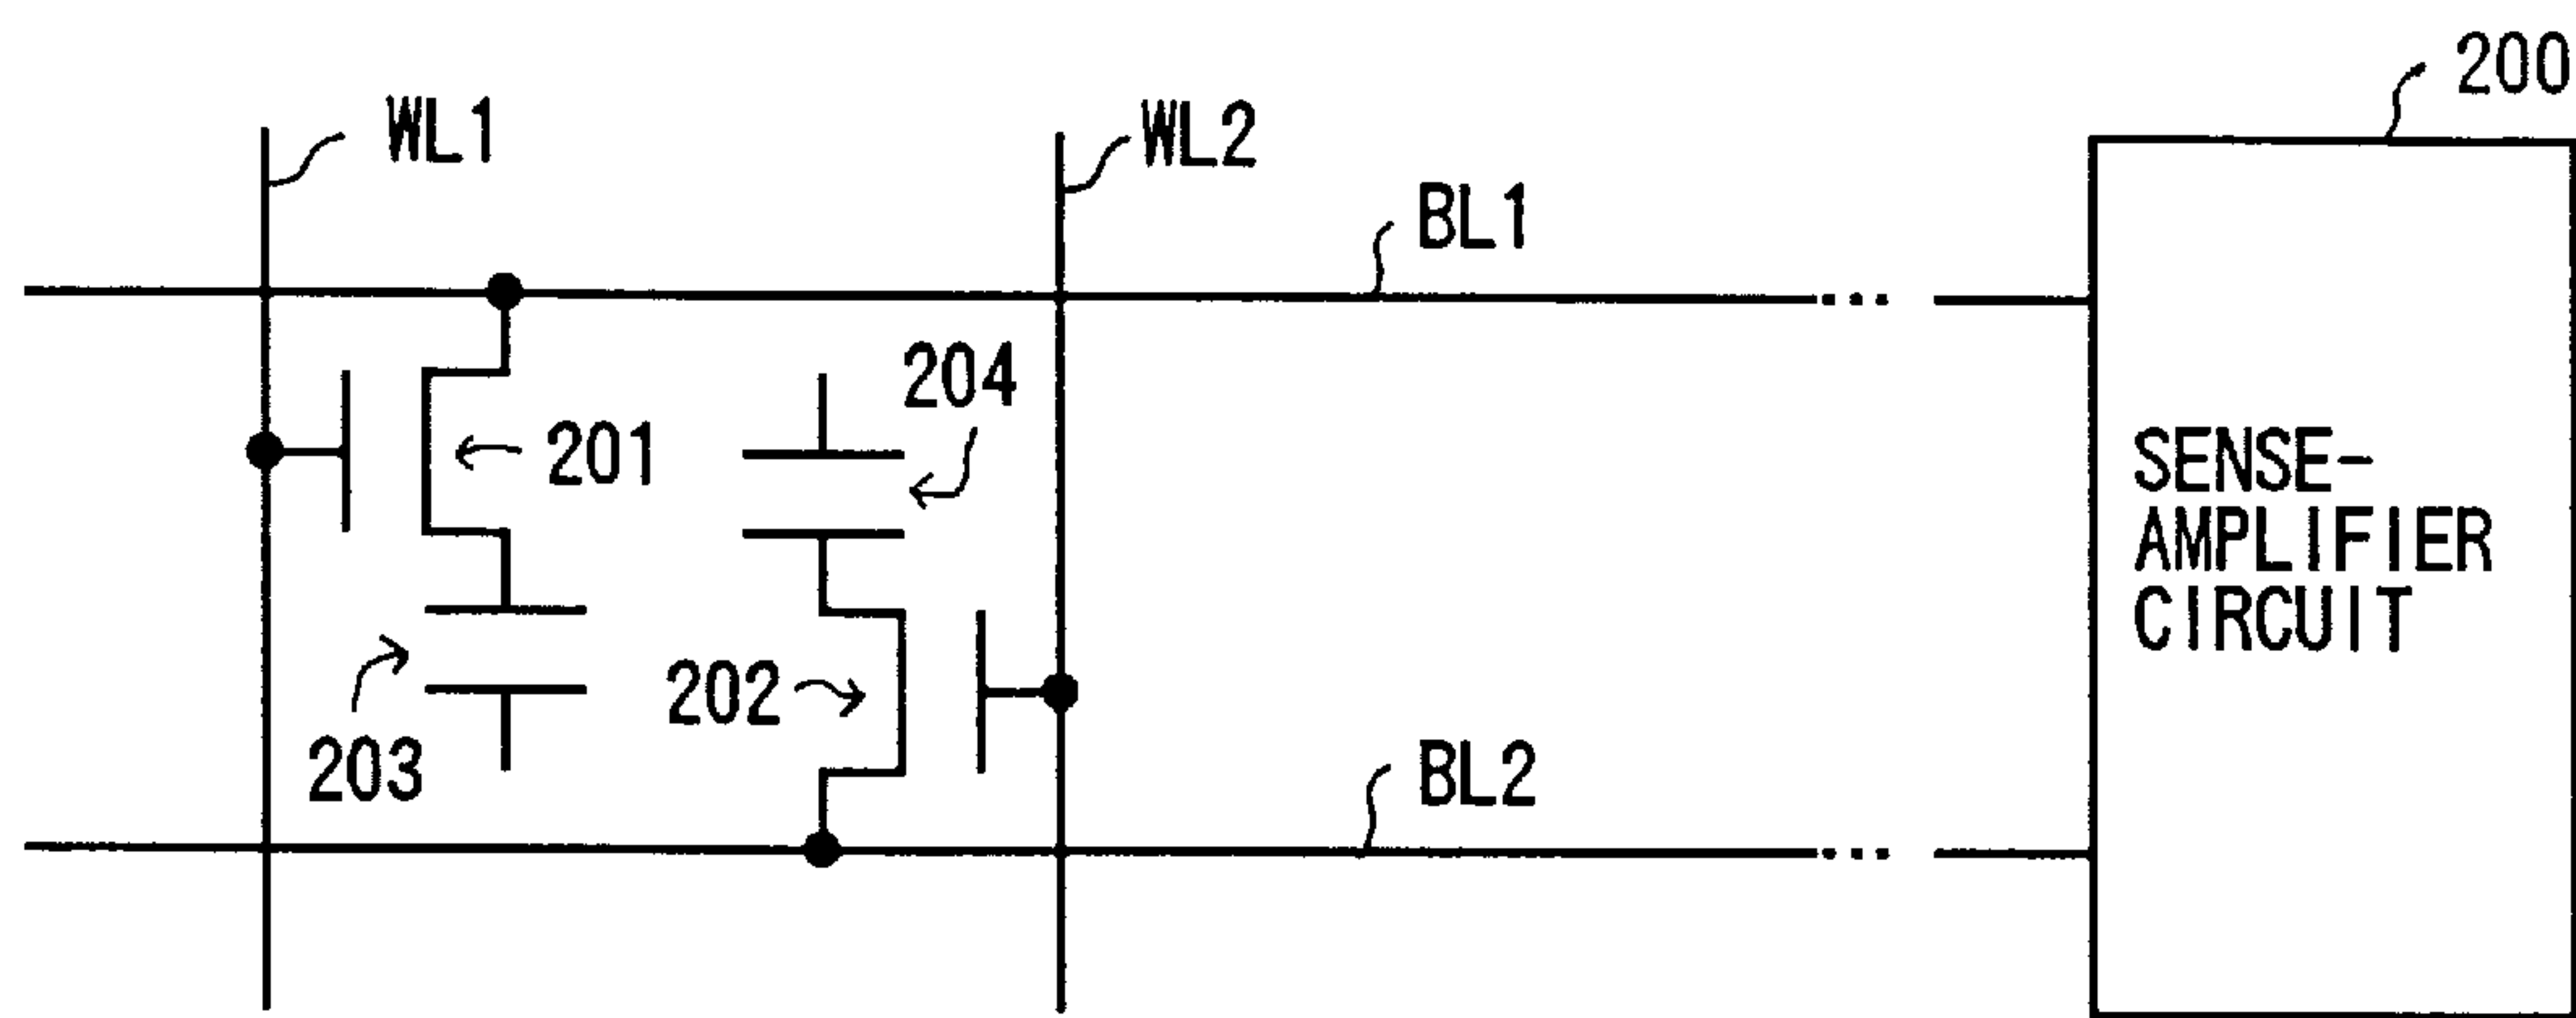 200
WL1
WL2
BL1
204
201
SENSE-
AMPLIFIER
CIRCUIT
202
203
BL2